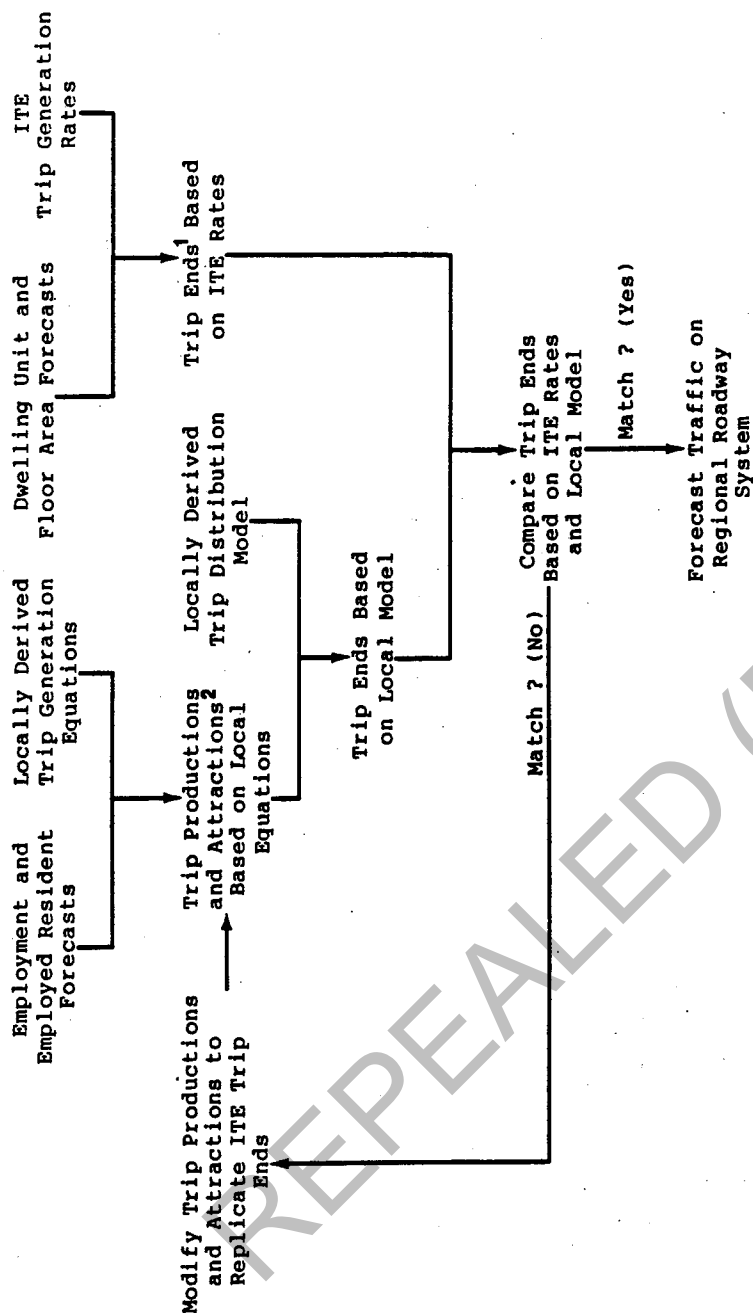 Employment and
Employed Resident
Forecasts
Locally Derived
Trip Generation
Equations
Dwelling Unit and
Floor Area Forecasts
ITE
Trip Generation
Rates
Modify Trip Productions
and Attractions to
Replicate ITE Trip
Ends
Trip Productions
and Attractions²
Based on Local
Equations
Locally Derived
Trip Distribution
Model
Trip Ends¹ Based
on ITE Rates
Trip Ends Based
on Local Model
Match ? (No)
Compare Trip Ends
Based on ITE Rates
and Local Model
Match ? (Yes)
Forecast Traffic on
Regional Roadway
System
REPEALED (